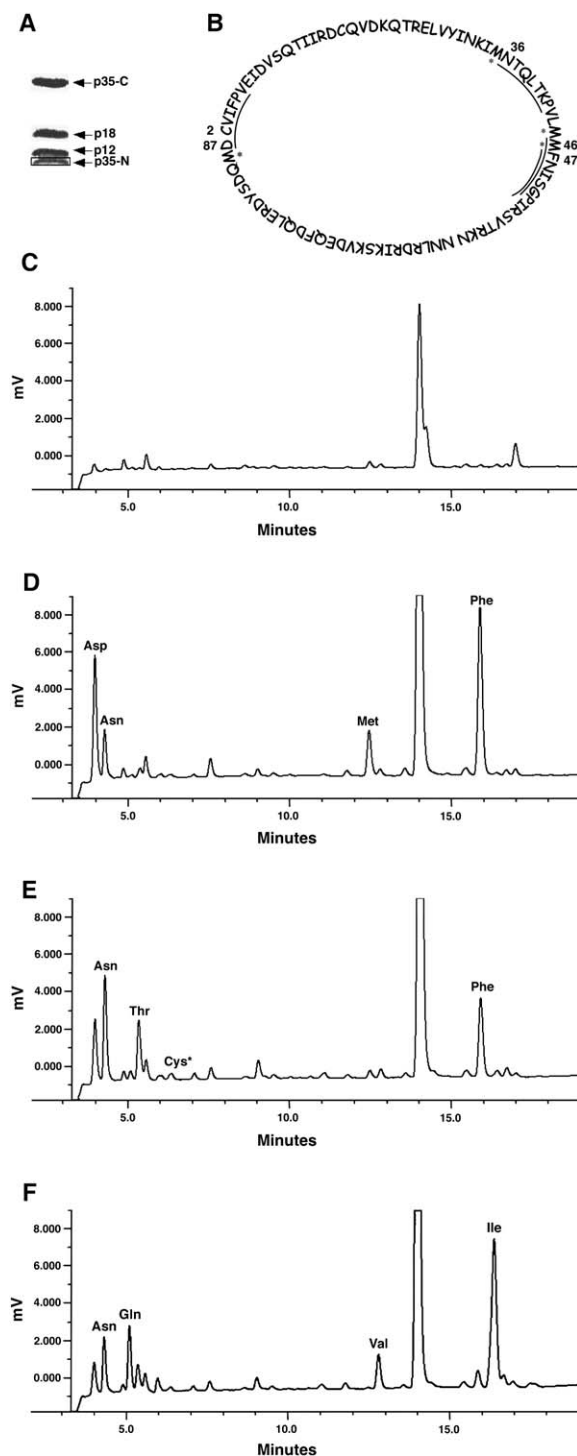 A
p35-C
p18
p12
p35-N
B
DCVIFPVEIDVSQTIIRDCQVDKQTRELVYINKIMNTQLTKPVLMMFNISGPIRSVTRKNNNLRDRIKSKVDEQFDQLERDYSDQM
*
36
*
*
46
47
2
87
*
C
8.000
6.000
4.000
2.000
0.000
mV
5.0 10.0 15.0
Minutes
D
8.000
6.000
4.000
2.000
0.000
mV
Asp
Asn
Met
Phe
5.0 10.0 15.0
Minutes
E
8.000
6.000
4.000
2.000
0.000
mV
Asn
Thr
Cys*
Phe
5.0 10.0 15.0
Minutes
F
8.000
6.000
4.000
2.000
0.000
mV
Asn
Gln
Val
Ile
5.0 10.0 15.0
Minutes